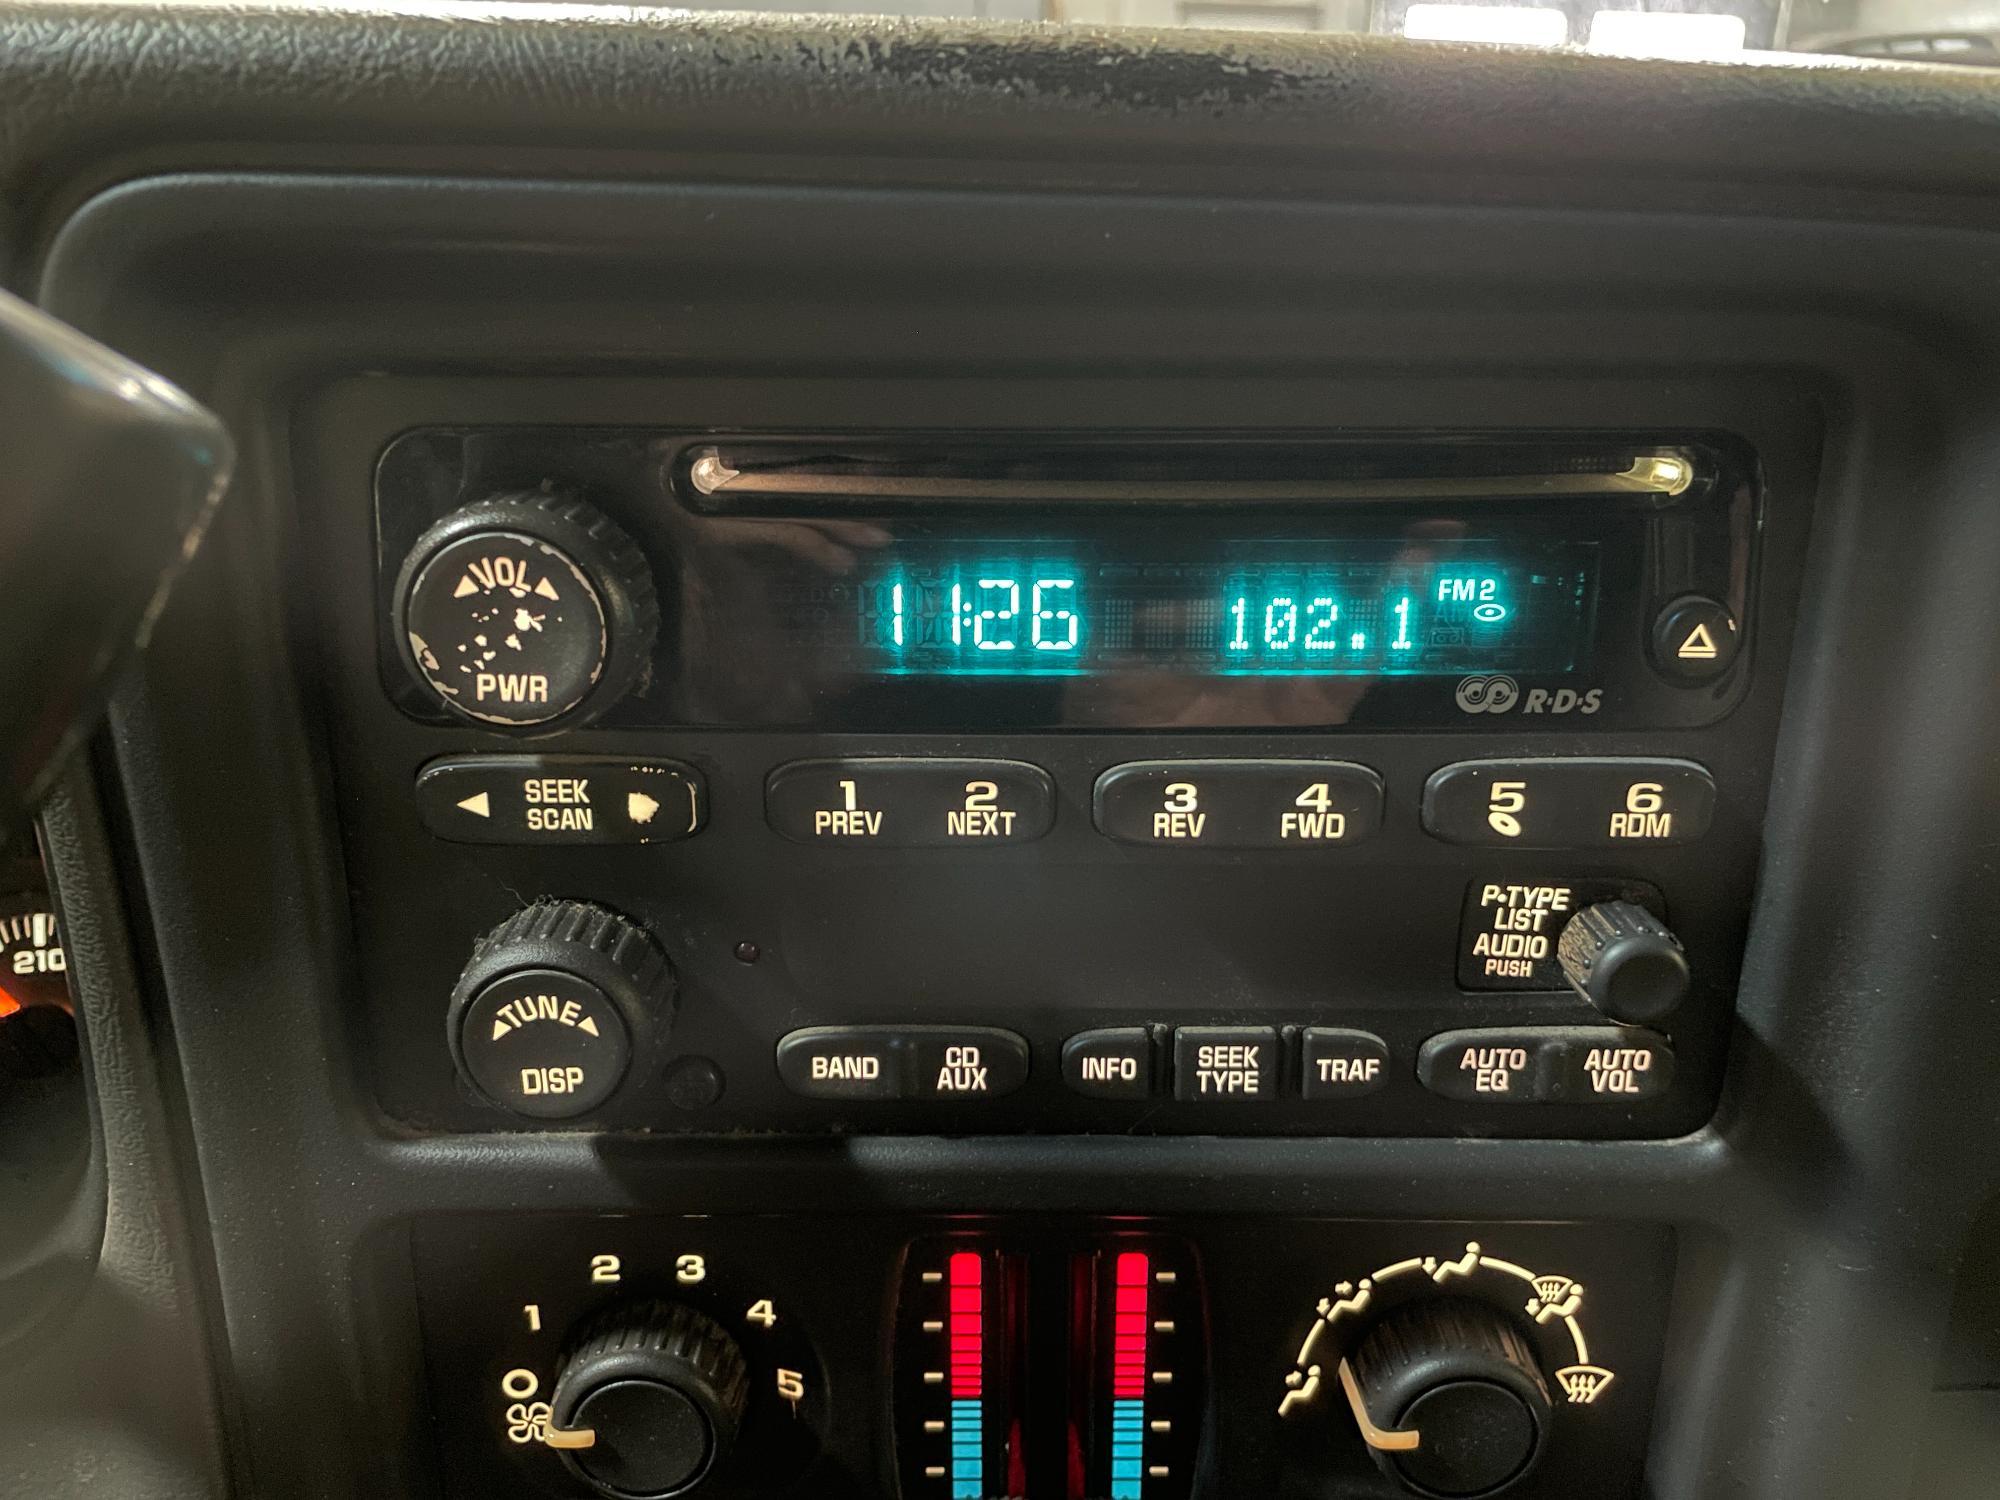 VOL
PWR
11:26 102.1 FM2
R·D·S
SEEK
SCAN
1
PREV
2
NEXT
3
REV
4
FWD
5
6
RDM
P•TYPE
LIST
AUDIO
PUSH
210
TUNE
DISP
BAND
CD
AUX
INFO
SEEK
TYPE
TRAF
AUTO
EQ
AUTO
VOL
0
1
2
3
4
5